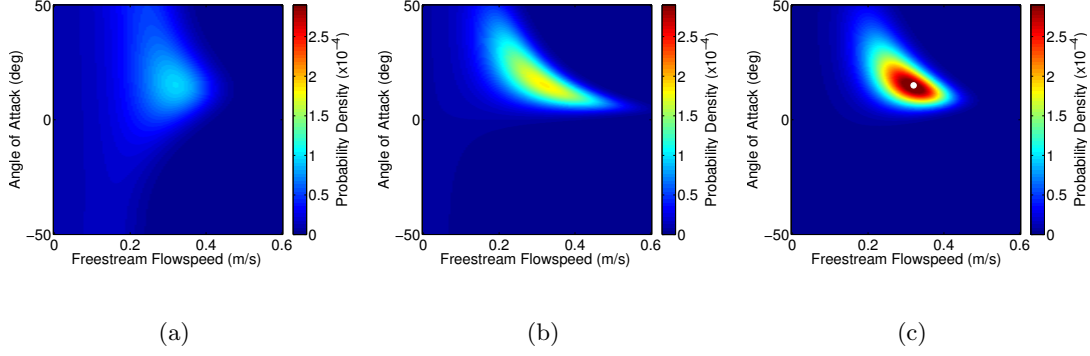 50
0
−50
Angle of Attack (deg)
0 0.2 0.4 0.6
Freestream Flowspeed (m/s)
2.5
2
1.5
1
0.5
0
Probability Density (x10⁻⁴)
(a)
50
0
−50
Angle of Attack (deg)
0 0.2 0.4 0.6
Freestream Flowspeed (m/s)
2.5
2
1.5
1
0.5
0
Probability Density (x10⁻⁴)
(b)
50
0
−50
Angle of Attack (deg)
0 0.2 0.4 0.6
Freestream Flowspeed (m/s)
2.5
2
1.5
1
0.5
0
Probability Density (x10⁻⁴)
(c)